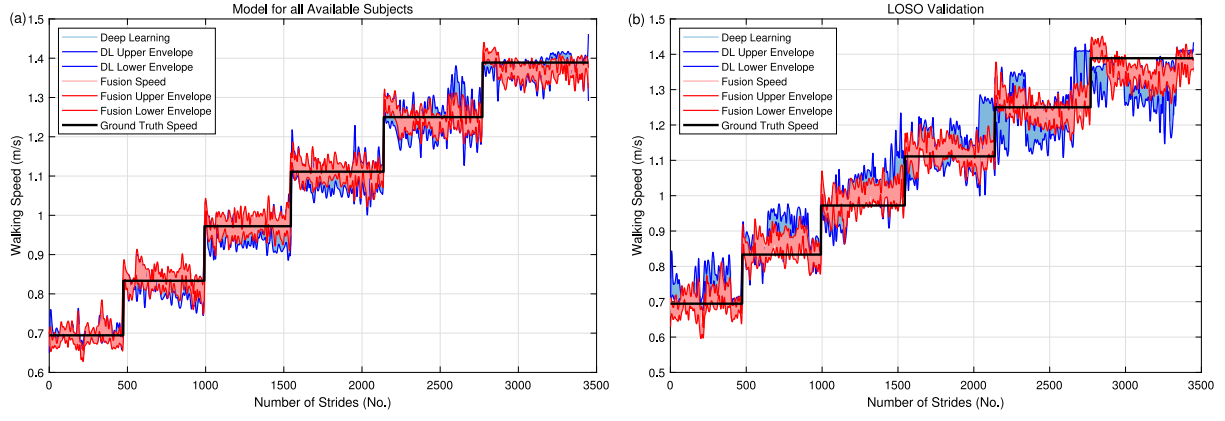 (a)
Model for all Available Subjects
1.5
1.4
1.3
1.2
1.1
1
0.9
0.8
0.7
0.6
Walking Speed (m/s)
Deep Learning
DL Upper Envelope
DL Lower Envelope
Fusion Speed
Fusion Upper Envelope
Fusion Lower Envelope
Ground Truth Speed
0 500 1000 1500 2000 2500 3000 3500
Number of Strides (No.)
(b)
LOSO Validation
1.5
1.4
1.3
1.2
1.1
1
0.9
0.8
0.7
0.6
0.5
Walking Speed (m/s)
Deep Learning
DL Upper Envelope
DL Lower Envelope
Fusion Speed
Fusion Upper Envelope
Fusion Lower Envelope
Ground Truth Speed
0 500 1000 1500 2000 2500 3000 3500
Number of Strides (No.)